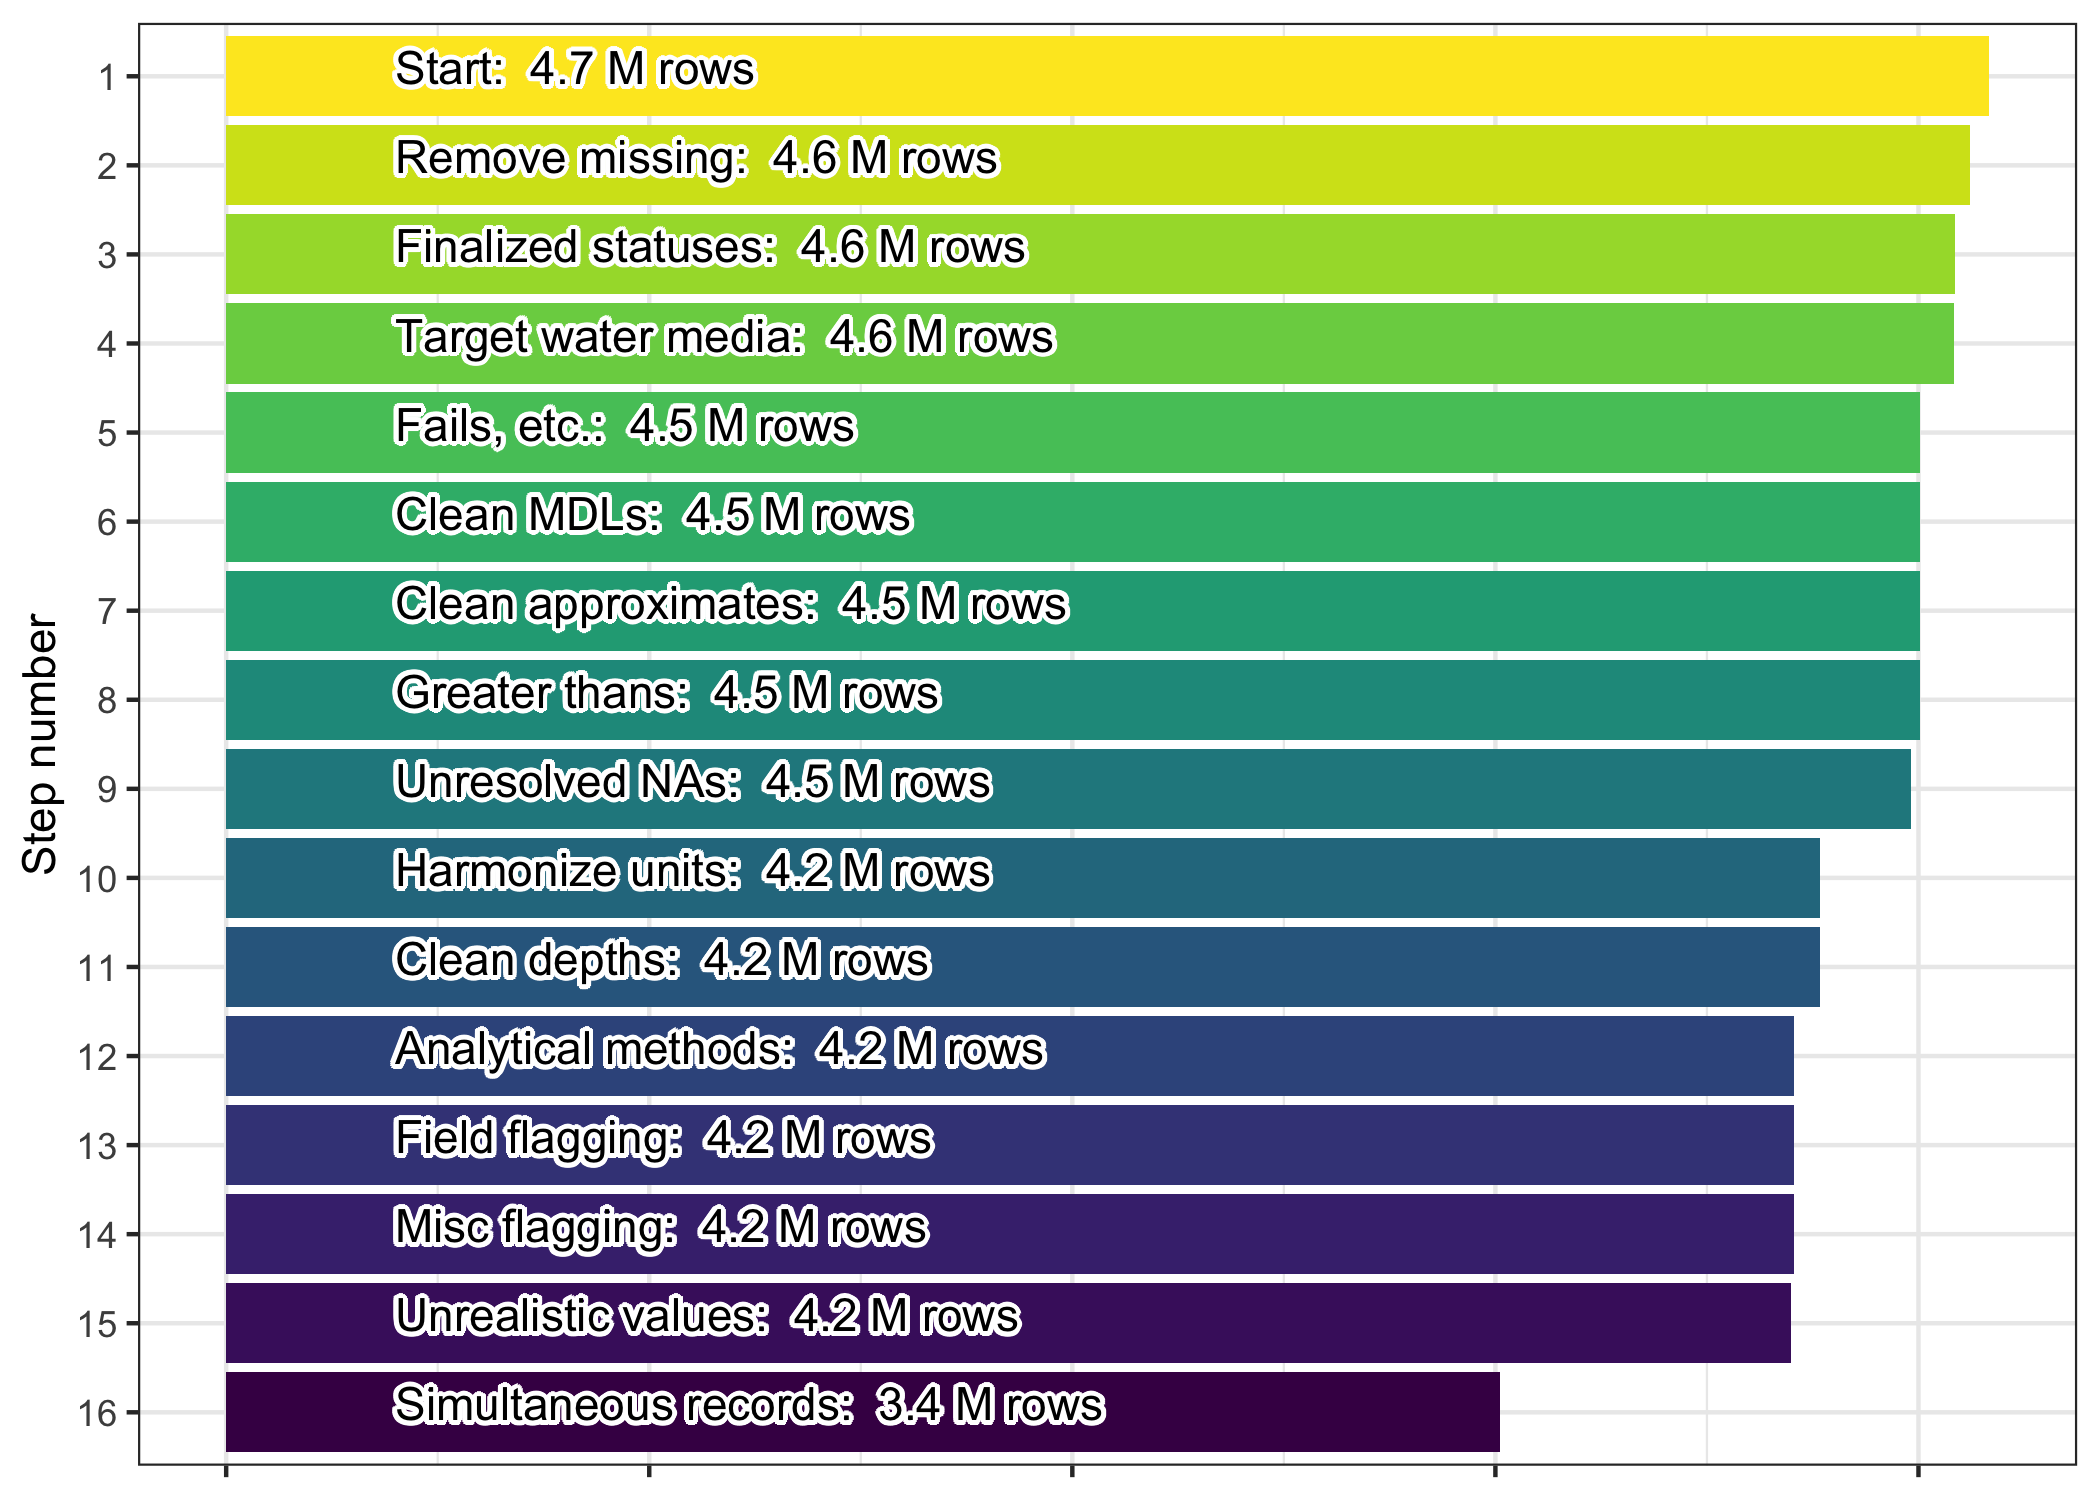 1
Start:  4.7 M rows
2
Remove missing:  4.6 M rows
3
Finalized statuses:  4.6 M rows
4
Target water media:  4.6 M rows
5
Fails, etc.:  4.5 M rows
6
Clean MDLs:  4.5 M rows
7
Clean approximates:  4.5 M rows
8
Greater thans:  4.5 M rows
9
Unresolved NAs:  4.5 M rows
10
Harmonize units:  4.2 M rows
11
Clean depths:  4.2 M rows
12
Analytical methods:  4.2 M rows
13
Field flagging:  4.2 M rows
14
Misc flagging:  4.2 M rows
15
Unrealistic values:  4.2 M rows
16
Simultaneous records:  3.4 M rows
Step number